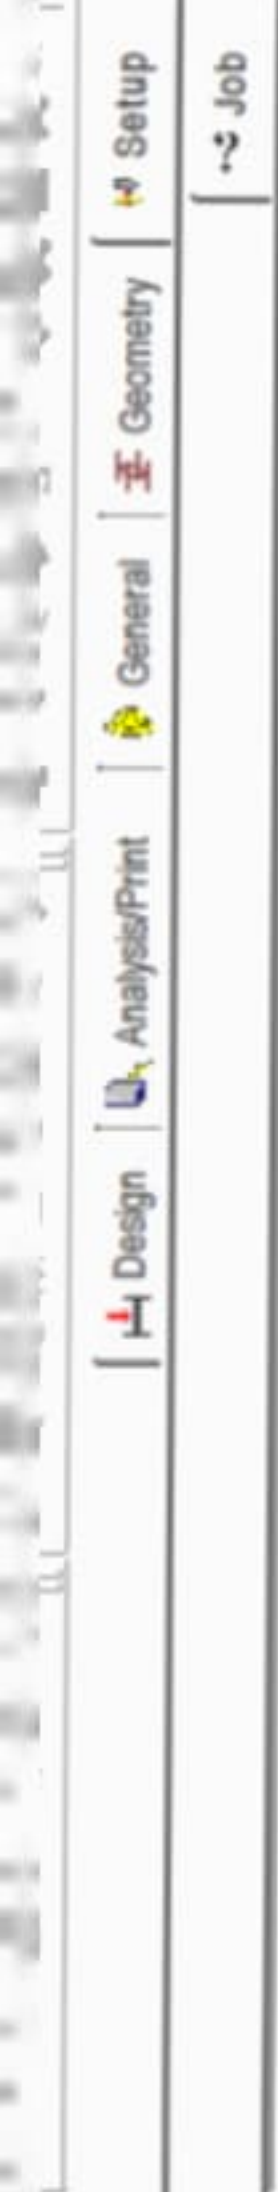 Setup
Geometry
General
Analysis/Print
Design
? Job